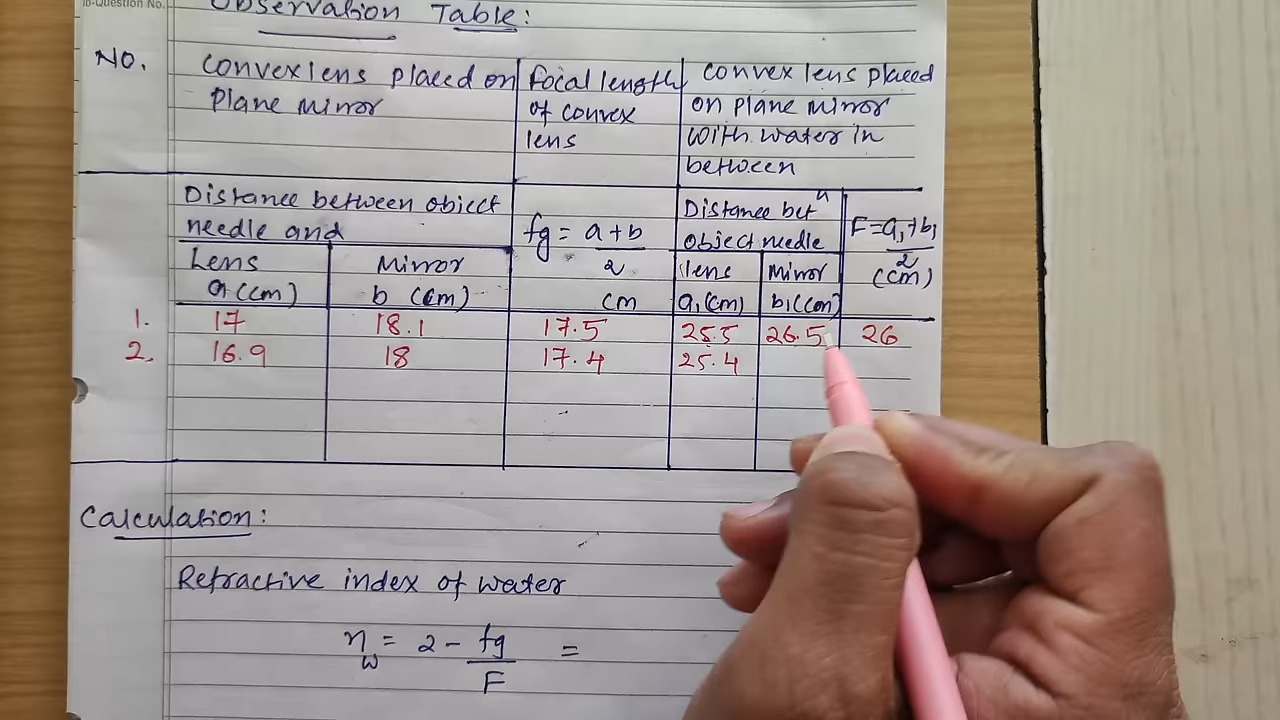 Ib-Question No.
Observation Table:
No.
Convex lens placed on
Plane Mirror
focal length
of convex
lens
convex lens placed
on plane mirror
with water in
between
Distance between object
needle and
fg = a+b
2
cm
Distance betn
object needle
F=a₁+b₁
2
(cm)
Lens
a (cm)
Mirror
b (cm)
lens
a₁(cm)
Mirror
b₁(cm)
1. 17 18.1 17.5 25.5 26.5 26
2. 16.9 18 17.4 25.4
Calculation:
Refractive index of water
nw = 2 - fg =
F